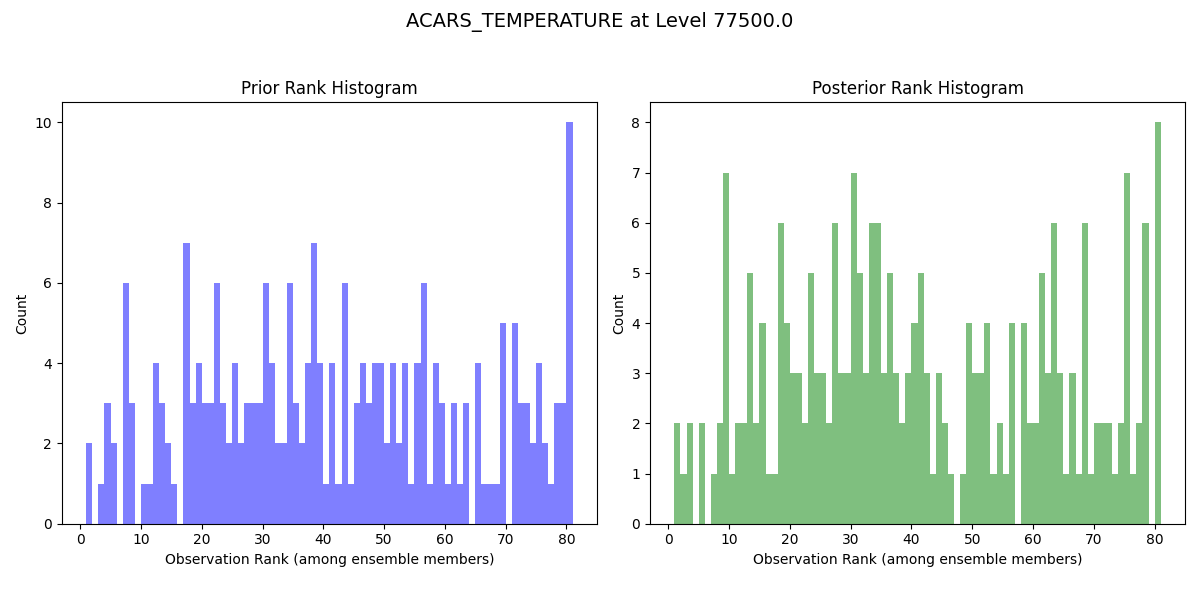 ACARS_TEMPERATURE at Level 77500.0
Prior Rank Histogram
Posterior Rank Histogram
Count
10
8
6
4
2
0
0 10 20 30 40 50 60 70 80
Observation Rank (among ensemble members)
Count
8
7
6
5
4
3
2
1
0
0 10 20 30 40 50 60 70 80
Observation Rank (among ensemble members)